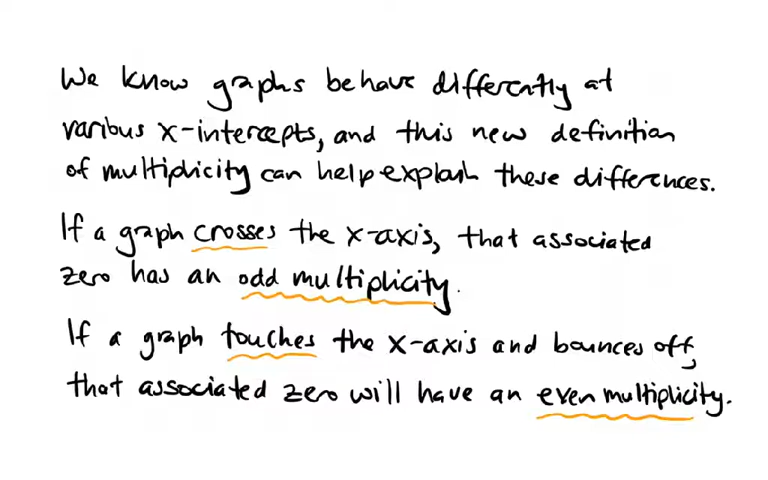 We know graphs behave differently at
various x-intercepts, and this new definition
of multiplicity can help explain these differences.
If a graph crosses the x-axis, that associated
zero has an odd multiplicity.
If a graph touches the x-axis and bounces off,
that associated zero will have an even multiplicity.